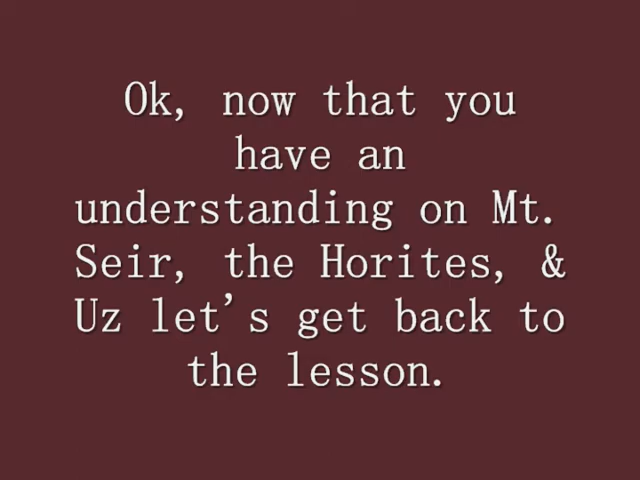 Ok, now that you
have an
understanding on Mt.
Seir, the Horites, &
Uz let's get back to
the lesson.